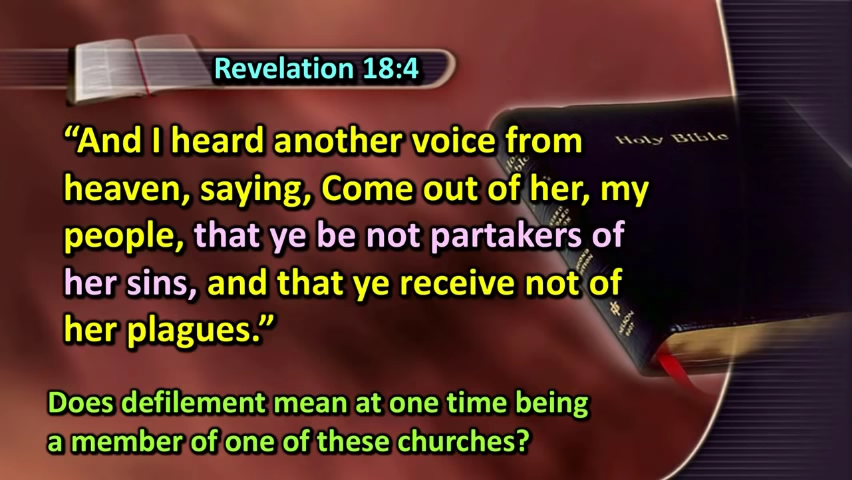 Revelation 18:4
“And I heard another voice from
heaven, saying, Come out of her, my
people, that ye be not partakers of
her sins, and that ye receive not of
her plagues.”
Holy Bible
NELSON
Does defilement mean at one time being
a member of one of these churches?